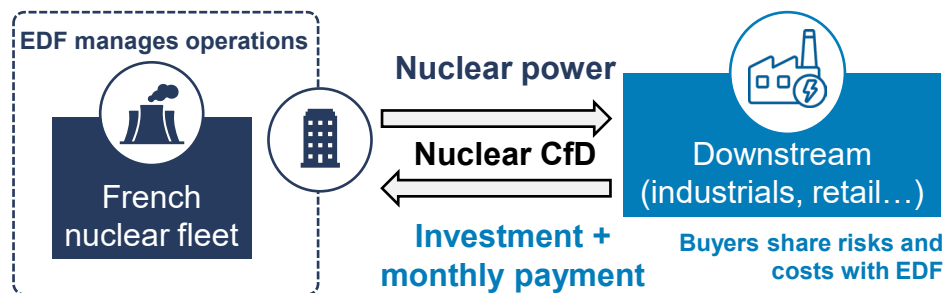 EDF manages operations
French
nuclear fleet
Nuclear power
Nuclear CfD
Investment +
monthly payment
Downstream
(industrials, retail…)
Buyers share risks and
costs with EDF